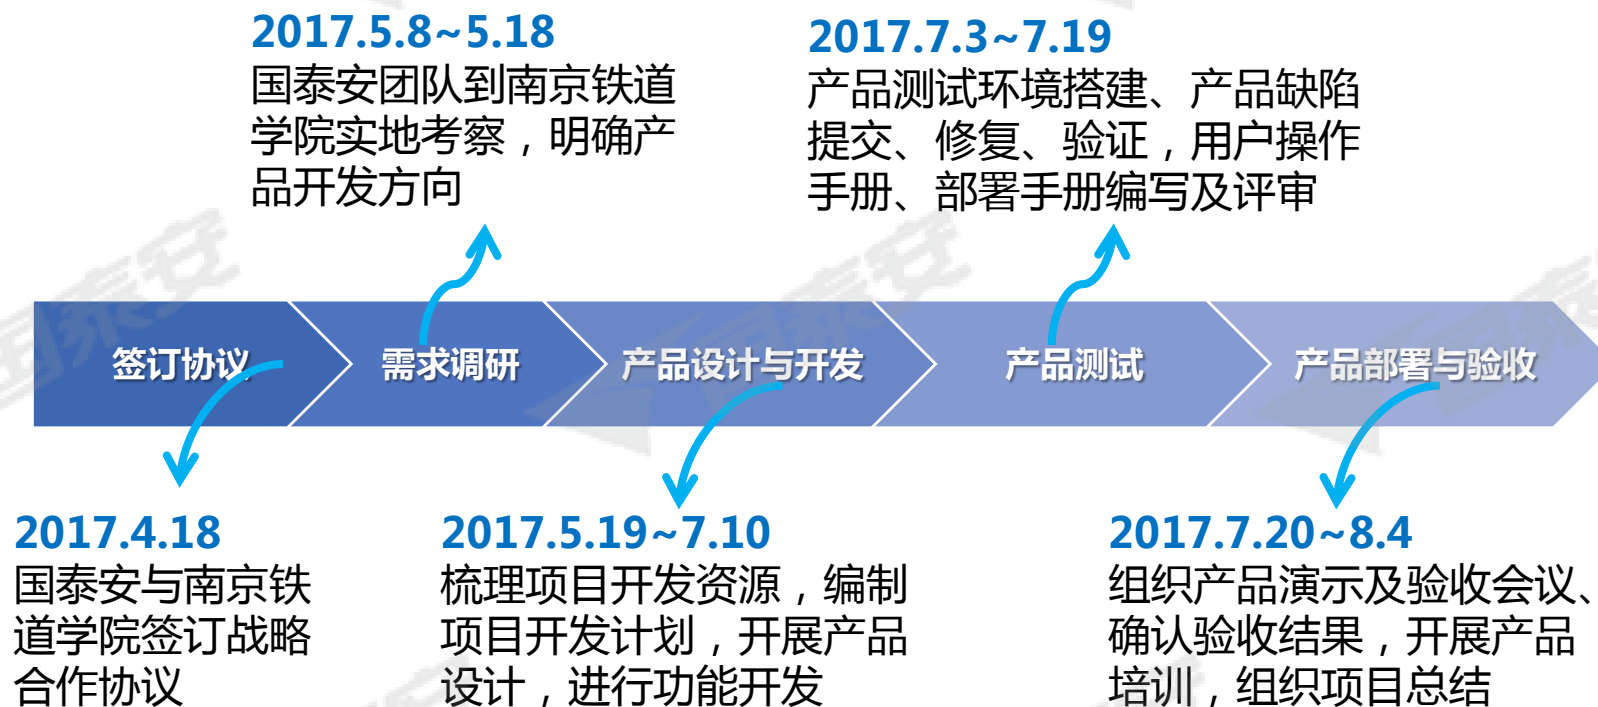 2017.5.8~5.18
国泰安团队到南京铁道
学院实地考察，明确产
品开发方向
2017.7.3~7.19
产品测试环境搭建、产品缺陷
提交、修复、验证，用户操作
手册、部署手册编写及评审
签订协议
需求调研
产品设计与开发
产品测试
产品部署与验收
2017.4.18
国泰安与南京铁
道学院签订战略
合作协议
2017.5.19~7.10
梳理项目开发资源，编制
项目开发计划，开展产品
设计，进行功能开发
2017.7.20~8.4
组织产品演示及验收会议、
确认验收结果，开展产品
培训，组织项目总结
国泰安
国泰安